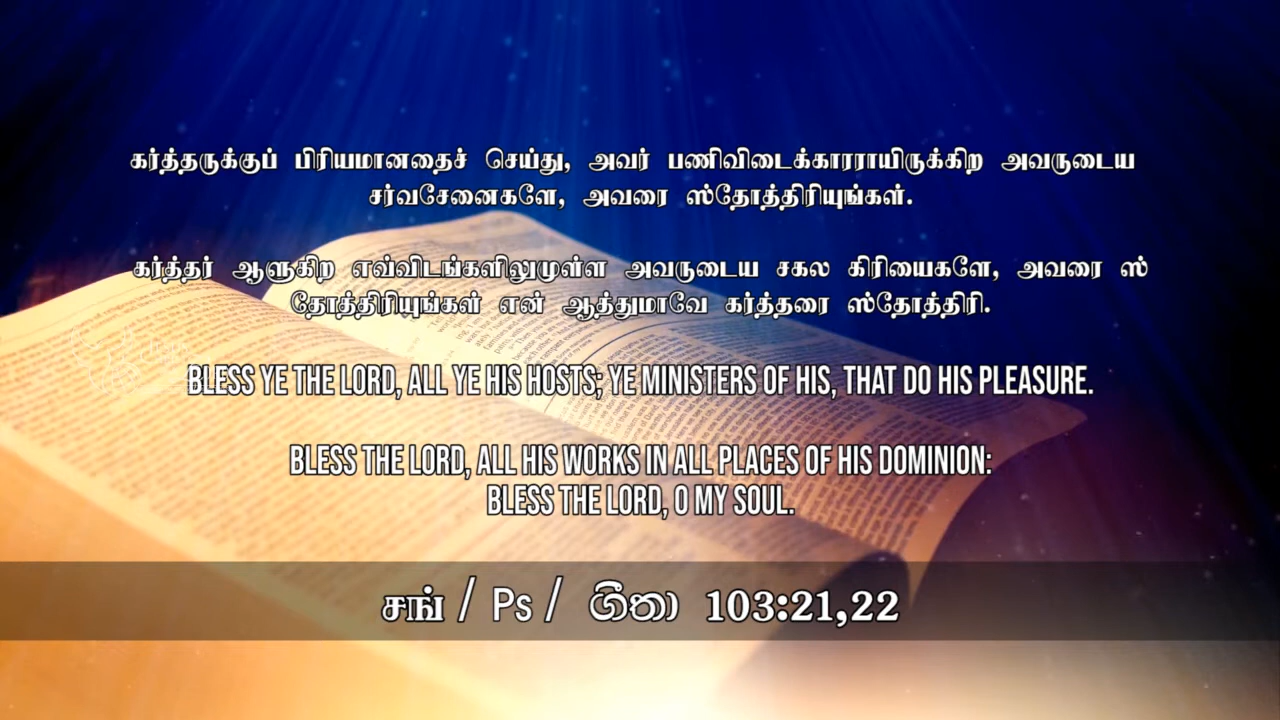 கர்த்தருக்குப் பிரியமானதைச் செய்து, அவர் பணிவிடைக்காரராயிருக்கிற அவருடைய
சர்வசேனைகளே, அவரை ஸ்தோத்திரியுங்கள்.
கர்த்தர் ஆளுகிற எவ்விடங்களிலுமுள்ள அவருடைய சகல கிரியைகளே, அவரை ஸ்
தோத்திரியுங்கள் என் ஆத்துமாவே கர்த்தரை ஸ்தோத்திரி.
BLESS YE THE LORD, ALL YE HIS HOSTS; YE MINISTERS OF HIS, THAT DO HIS PLEASURE.
BLESS THE LORD, ALL HIS WORKS IN ALL PLACES OF HIS DOMINION:
BLESS THE LORD, O MY SOUL.
சங் / Ps / ගීතා 103:21,22